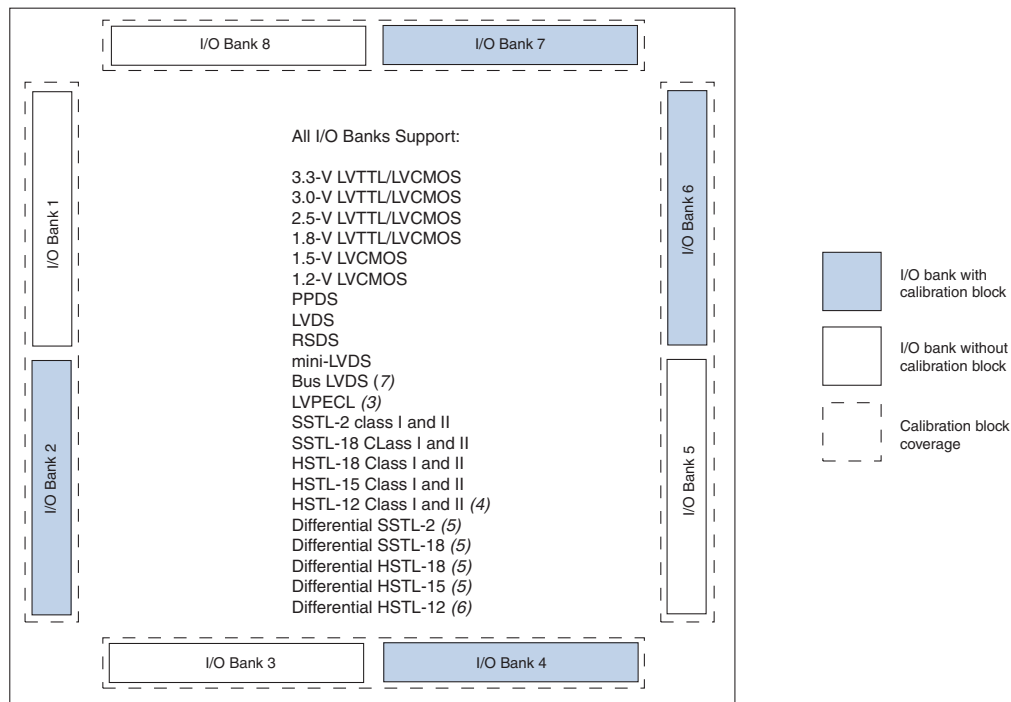 I/O Bank 8
I/O Bank 7
I/O Bank 1
I/O Bank 2
All I/O Banks Support:
3.3-V LVTTL/LVCMOS
3.0-V LVTTL/LVCMOS
2.5-V LVTTL/LVCMOS
1.8-V LVTTL/LVCMOS
1.5-V LVCMOS
1.2-V LVCMOS
PPDS
LVDS
RSDS
mini-LVDS
Bus LVDS (7)
LVPECL (3)
SSTL-2 class I and II
SSTL-18 CLass I and II
HSTL-18 Class I and II
HSTL-15 Class I and II
HSTL-12 Class I and II (4)
Differential SSTL-2 (5)
Differential SSTL-18 (5)
Differential HSTL-18 (5)
Differential HSTL-15 (5)
Differential HSTL-12 (6)
I/O Bank 6
I/O Bank 5
I/O Bank 3
I/O Bank 4
I/O bank with
calibration block
I/O bank without
calibration block
Calibration block
coverage